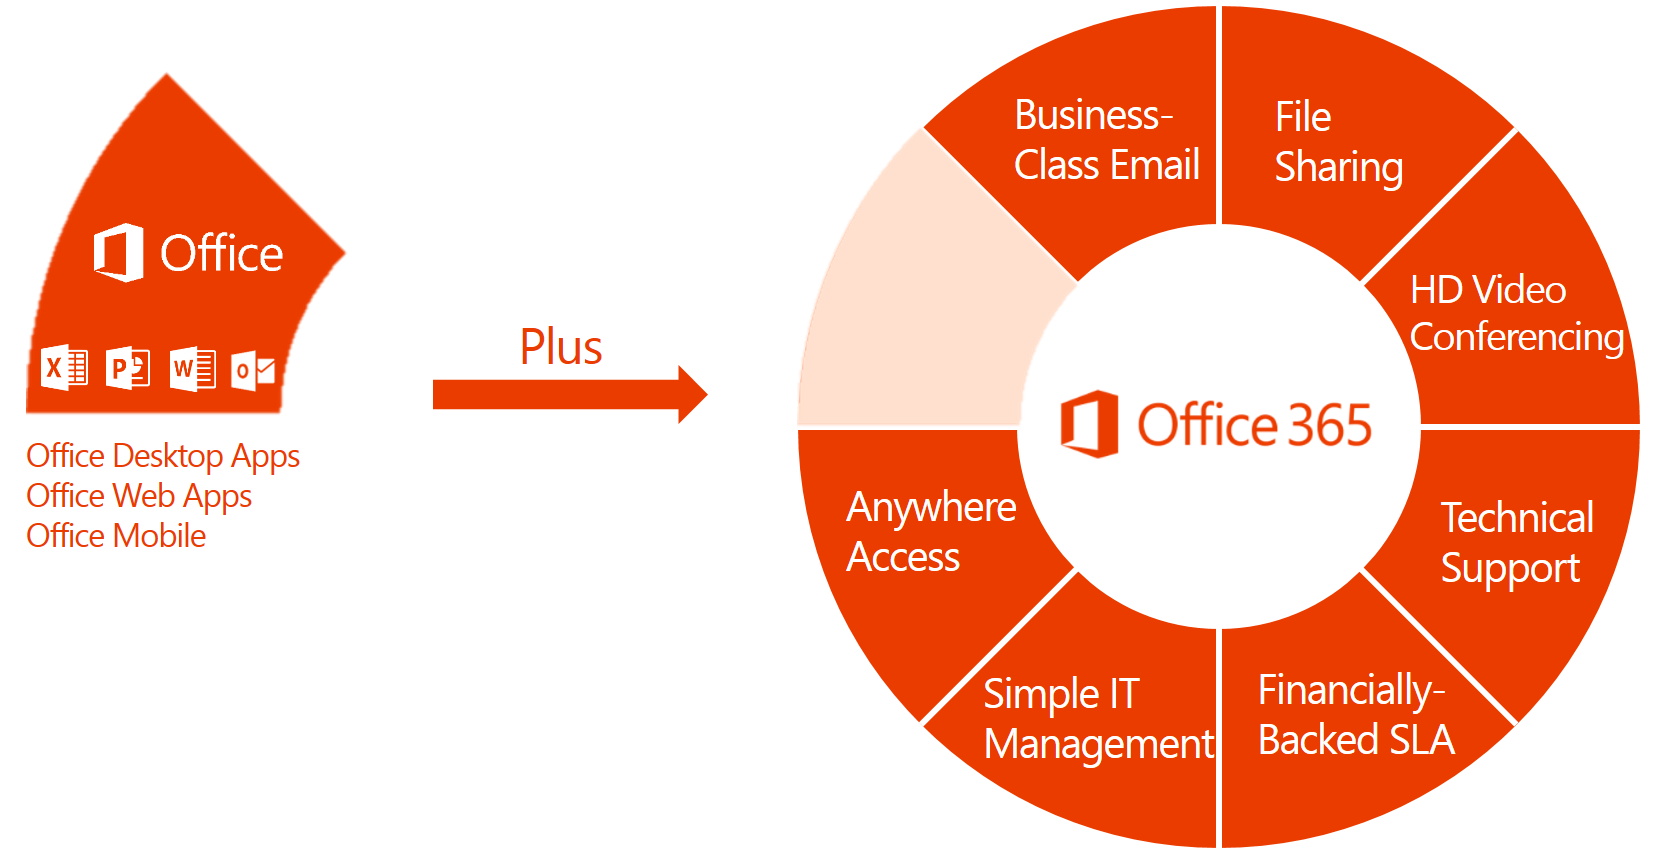 Office
X P W O
Office Desktop Apps
Office Web Apps
Office Mobile
Plus
Business-
Class Email
File
Sharing
HD Video
Conferencing
Technical
Support
Financially-
Backed SLA
Simple IT
Management
Anywhere
Access
Office 365